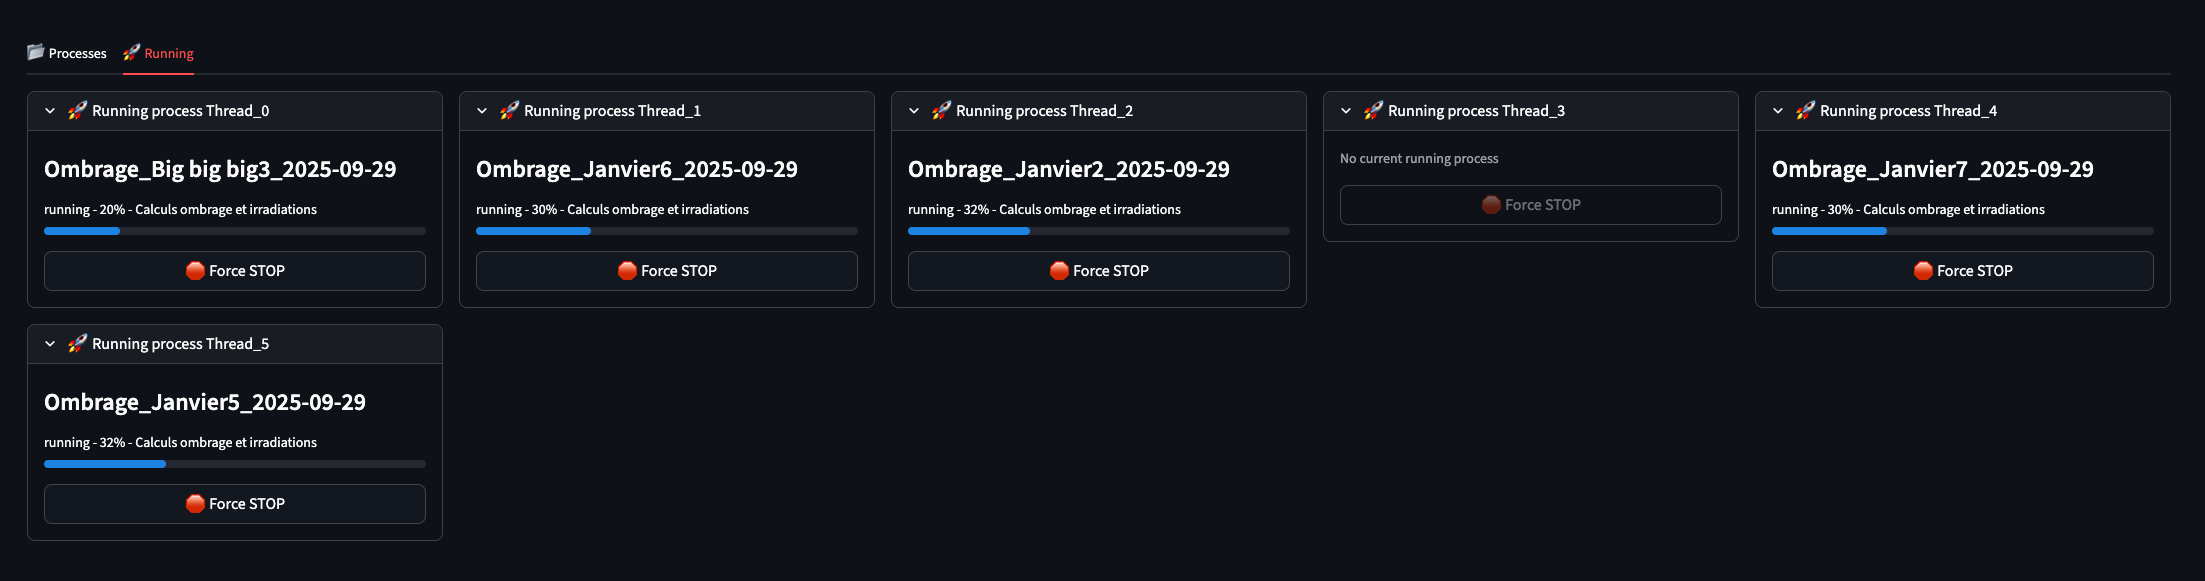 Processes
Running
Running process Thread_0
Ombrage_Big big big3_2025-09-29
running - 20% - Calculs ombrage et irradiations
Force STOP
Running process Thread_1
Ombrage_Janvier6_2025-09-29
running - 30% - Calculs ombrage et irradiations
Force STOP
Running process Thread_2
Ombrage_Janvier2_2025-09-29
running - 32% - Calculs ombrage et irradiations
Force STOP
Running process Thread_3
No current running process
Force STOP
Running process Thread_4
Ombrage_Janvier7_2025-09-29
running - 30% - Calculs ombrage et irradiations
Force STOP
Running process Thread_5
Ombrage_Janvier5_2025-09-29
running - 32% - Calculs ombrage et irradiations
Force STOP